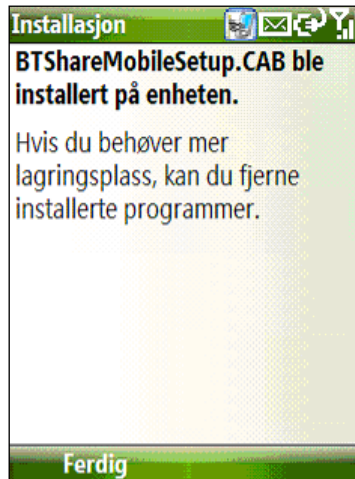 Installasjon
BTShareMobileSetup.CAB ble
installert på enheten.
Hvis du behøver mer
lagringsplass, kan du fjerne
installerte programmer.
Ferdig